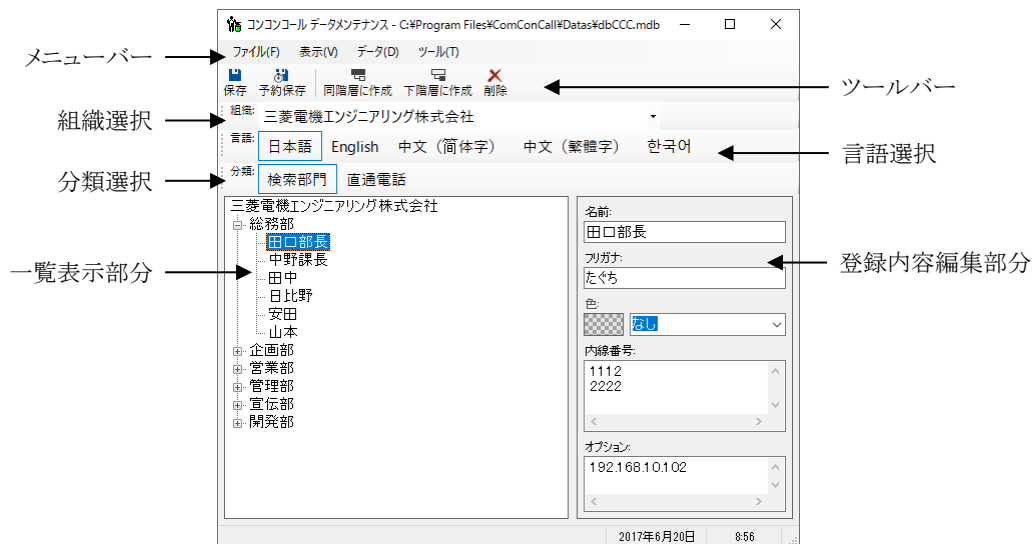 コンコンコール データメンテナンス - C:¥Program Files¥ComConCall¥Datas¥dbCCC.mdb
メニューバー
ファイル(F) 表示(V) データ(D) ツール(T)
保存 予約保存 同階層に作成 下階層に作成 削除
ツールバー
組織選択
組織: 三菱電機エンジニアリング株式会社
言語: 日本語 English 中文（简体字） 中文（繁體字） 한국어
言語選択
分類選択
分類: 検索部門 直通電話
三菱電機エンジニアリング株式会社
総務部
田口部長
中野課長
田中
日比野
安田
山本
企画部
営業部
管理部
宣伝部
開発部
一覧表示部分
名前:
田口部長
フリガナ:
たぐち
登録内容編集部分
色:
なし
内線番号:
1112
2222
オプション:
192.168.10.102
2017年6月20日 8:56